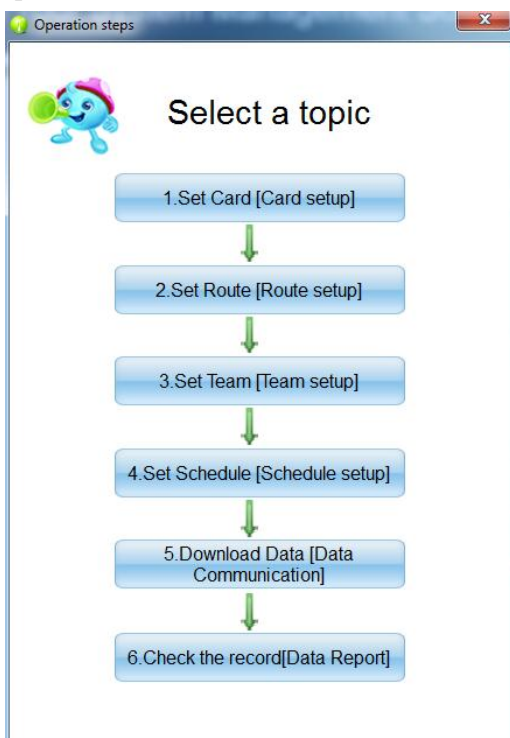 Operation steps
Select a topic
1.Set Card [Card setup]
2.Set Route [Route setup]
3.Set Team [Team setup]
4.Set Schedule [Schedule setup]
5.Download Data [Data
Communication]
6.Check the record[Data Report]